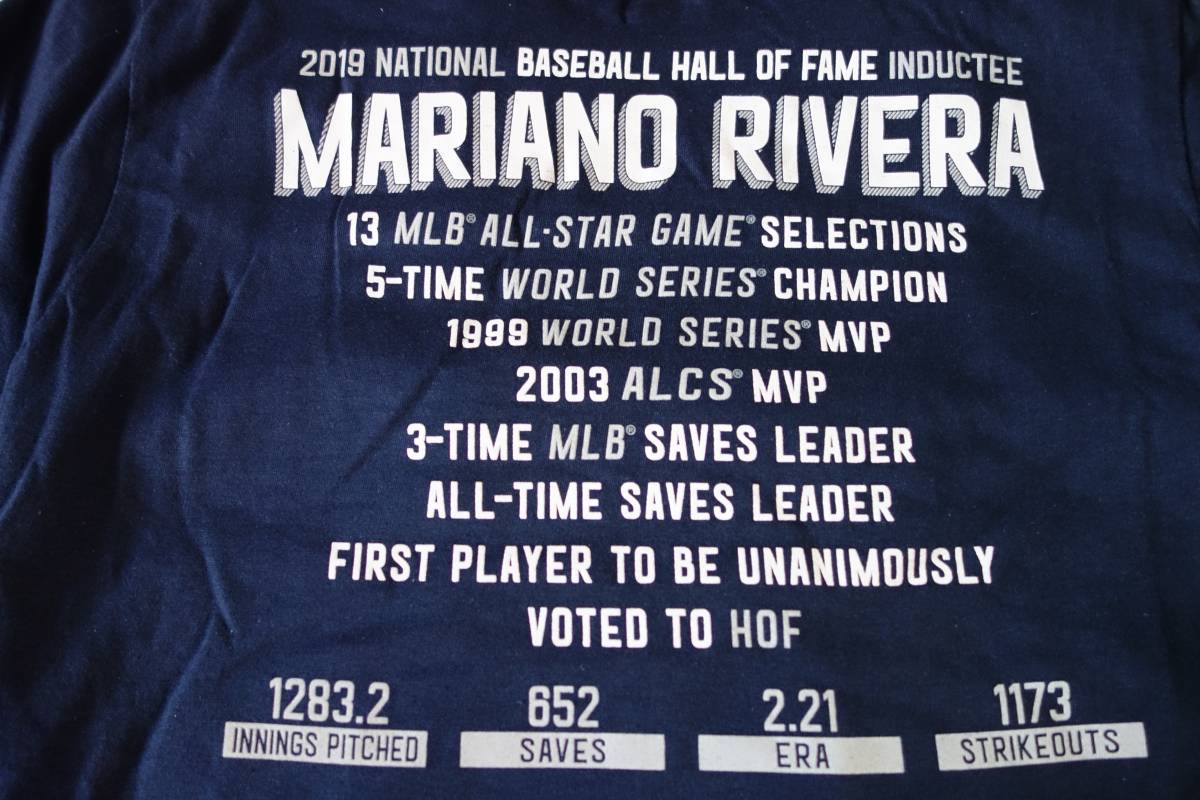 2019 NATIONAL BASEBALL HALL OF FAME INDUCTEE
MARIANO RIVERA
13 MLB® ALL-STAR GAME® SELECTIONS
5-TIME WORLD SERIES® CHAMPION
1999 WORLD SERIES® MVP
2003 ALCS® MVP
3-TIME MLB® SAVES LEADER
ALL-TIME SAVES LEADER
FIRST PLAYER TO BE UNANIMOUSLY
VOTED TO HOF
1283.2 652 2.21 1173
INNINGS PITCHED SAVES ERA STRIKEOUTS